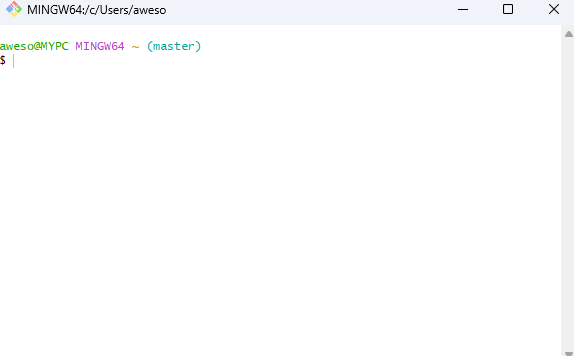 MINGW64:/c/Users/aweso
aweso@MYPC MINGW64 ~ (master)
$